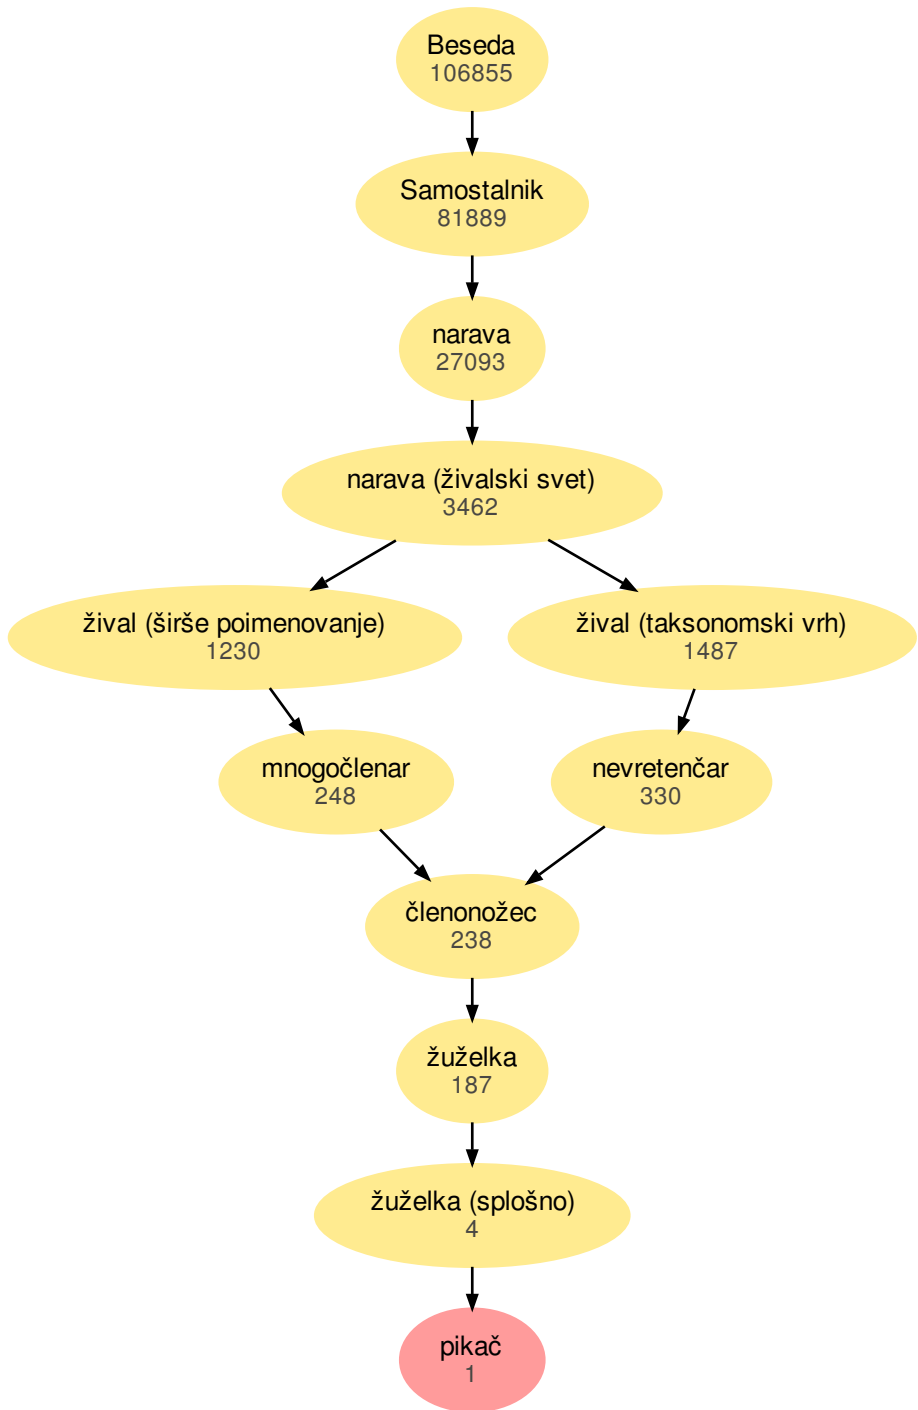 Beseda
106855
Samostalnik
81889
narava
27093
narava (živalski svet)
3462
žival (širše poimenovanje)
1230
žival (taksonomski vrh)
1487
mnogočlenar
248
nevretenčar
330
členonožec
238
žuželka
187
žuželka (splošno)
4
pikač
1